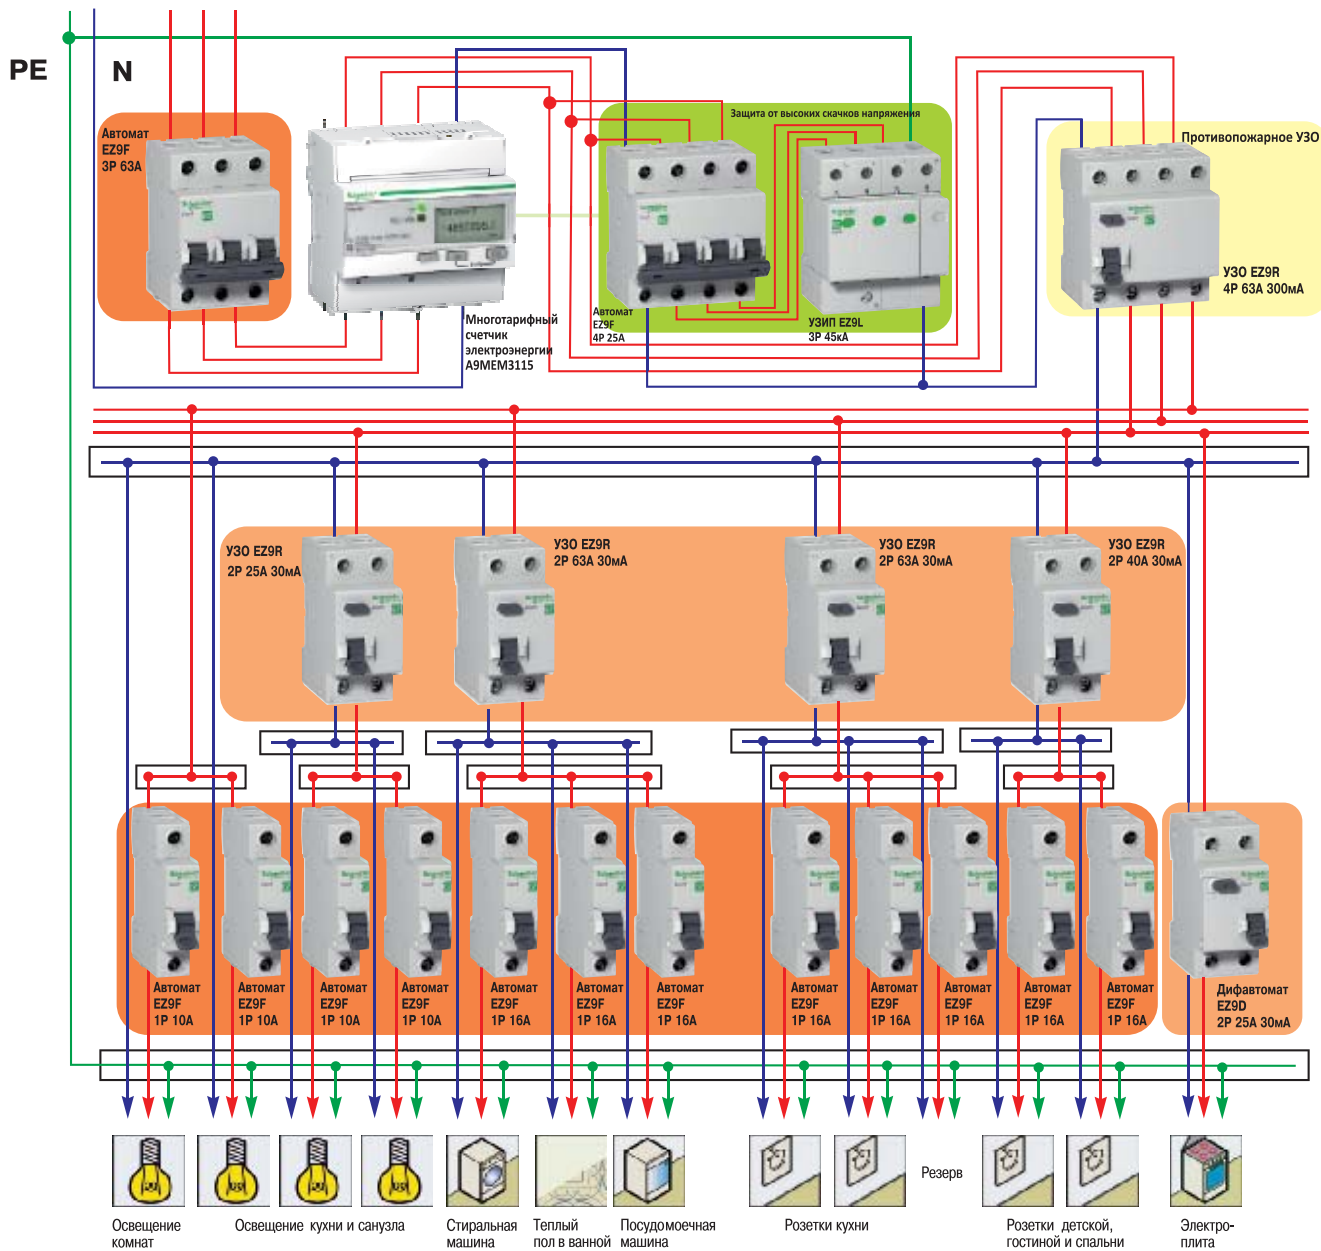 PE
N
Автомат
EZ9F
3P 63A
Многотарифный
счетчик
электроэнергии
A9MEM3115
Защита от высоких скачков напряжения
Автомат
EZ9F
4P 25A
УЗИП EZ9L
3P 45кА
Противопожарное УЗО
УЗО EZ9R
4P 63A 300мА
УЗО EZ9R
2P 25A 30мА
УЗО EZ9R
2P 63A 30мА
УЗО EZ9R
2P 63A 30мА
УЗО EZ9R
2P 40A 30мА
Автомат
EZ9F
1P 10A
Автомат
EZ9F
1P 10A
Автомат
EZ9F
1P 10A
Автомат
EZ9F
1P 10A
Автомат
EZ9F
1P 16A
Автомат
EZ9F
1P 16A
Автомат
EZ9F
1P 16A
Автомат
EZ9F
1P 16A
Автомат
EZ9F
1P 16A
Автомат
EZ9F
1P 16A
Автомат
EZ9F
1P 16A
Автомат
EZ9F
1P 16A
Дифавтомат
EZ9D
2P 25A 30мА
Освещение
комнат
Освещение кухни и санузла
Стиральная
машина
Теплый
пол в ванной
Посудомоечная
машина
Розетки кухни
Резерв
Розетки детской,
гостиной и спальни
Электро-
плита